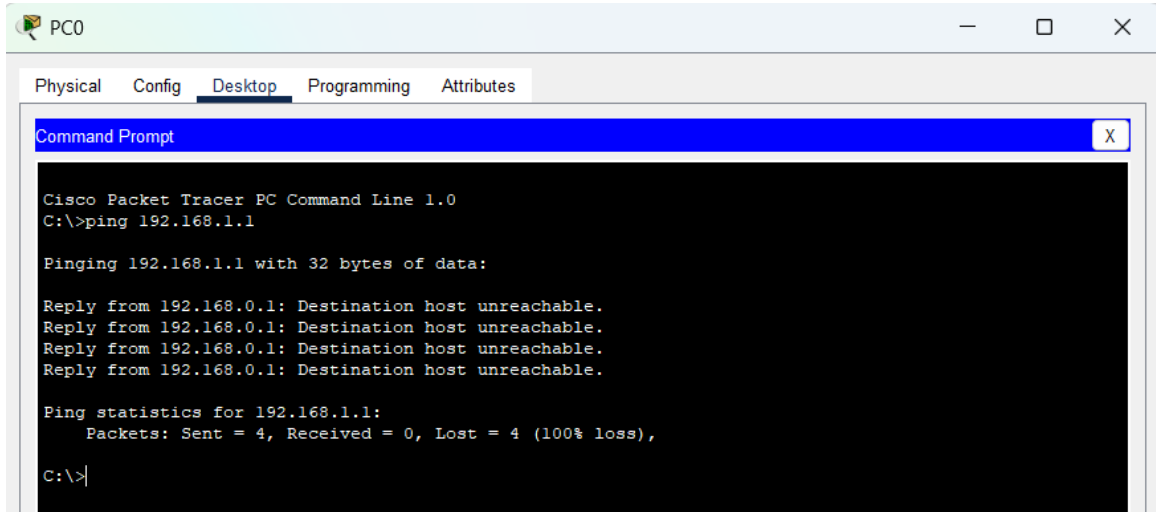 PC0
Physical Config Desktop Programming Attributes
Command Prompt
X
Cisco Packet Tracer PC Command Line 1.0
C:\>ping 192.168.1.1
Pinging 192.168.1.1 with 32 bytes of data:
Reply from 192.168.0.1: Destination host unreachable.
Reply from 192.168.0.1: Destination host unreachable.
Reply from 192.168.0.1: Destination host unreachable.
Reply from 192.168.0.1: Destination host unreachable.
Ping statistics for 192.168.1.1:
Packets: Sent = 4, Received = 0, Lost = 4 (100% loss),
C:\>